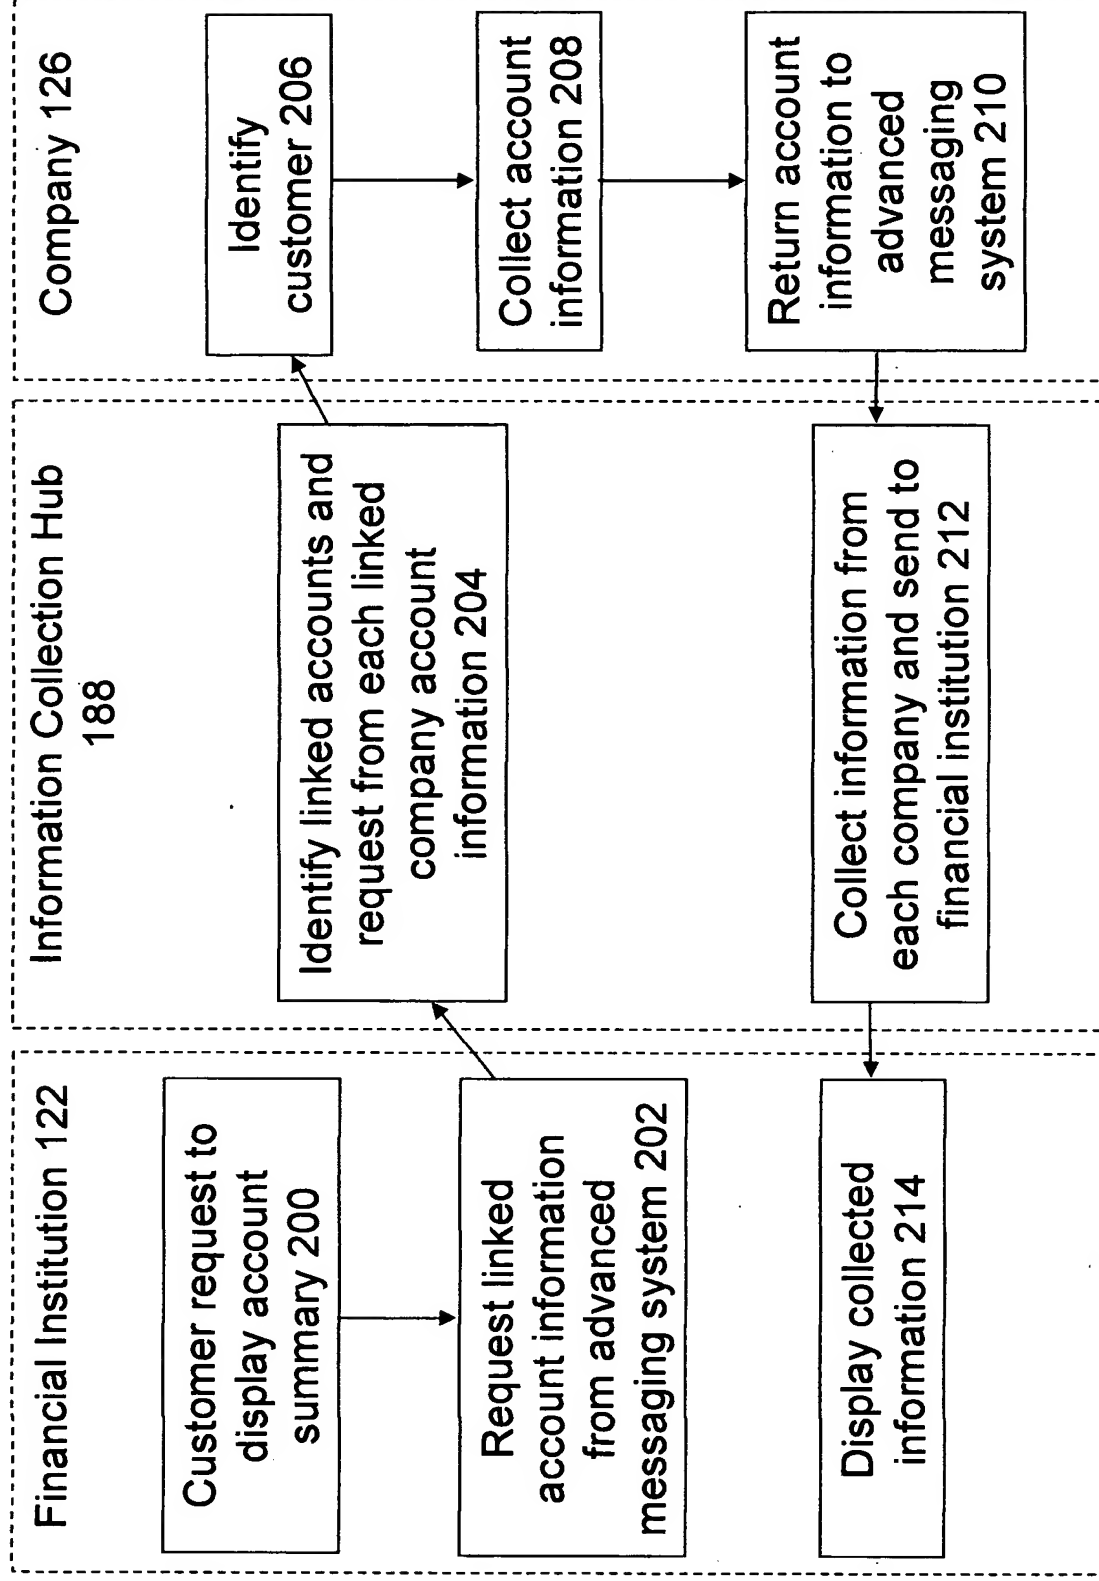 Financial Institution 122
Customer request to
display account
summary 200
Request linked
account information
from advanced
messaging system 202
Display collected
information 214
Information Collection Hub
188
Identify linked accounts and
request from each linked
company account
information 204
Collect information from
each company and send to
financial institution 212
Company 126
Identify
customer 206
Collect account
information 208
Return account
information to
advanced
messaging
system 210